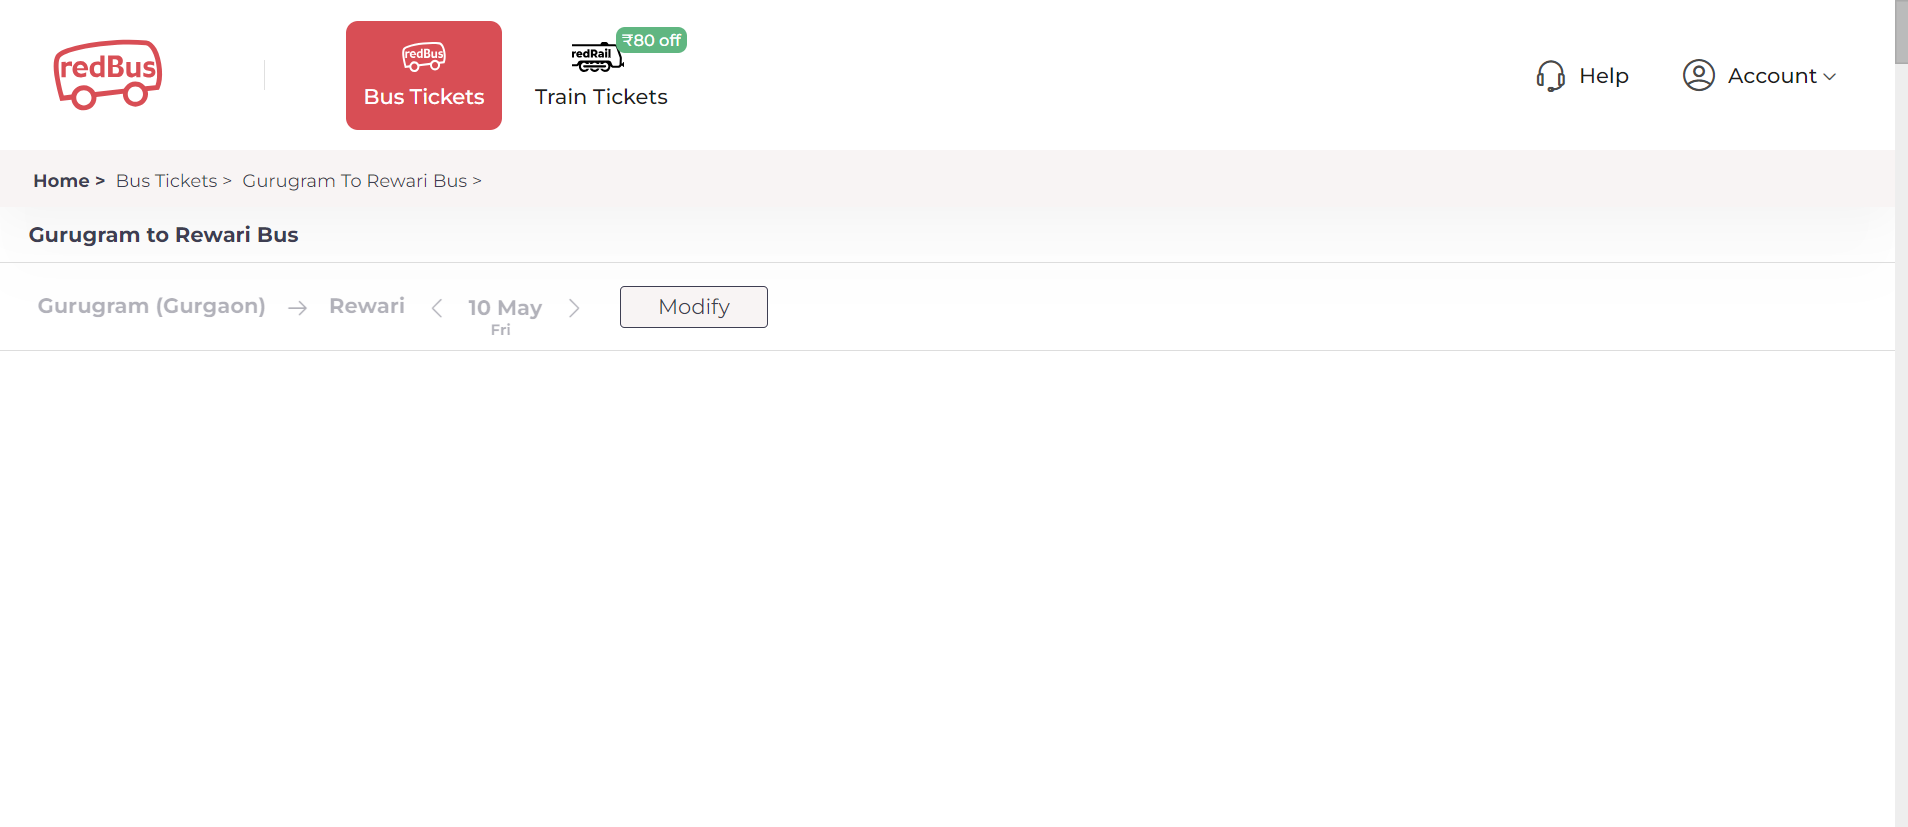 redBus
redBus
Bus Tickets
redRail
₹80 off
Train Tickets
Help
Account
Home > Bus Tickets > Gurugram To Rewari Bus >
Gurugram to Rewari Bus
Gurugram (Gurgaon) → Rewari < 10 May > Modify
Fri